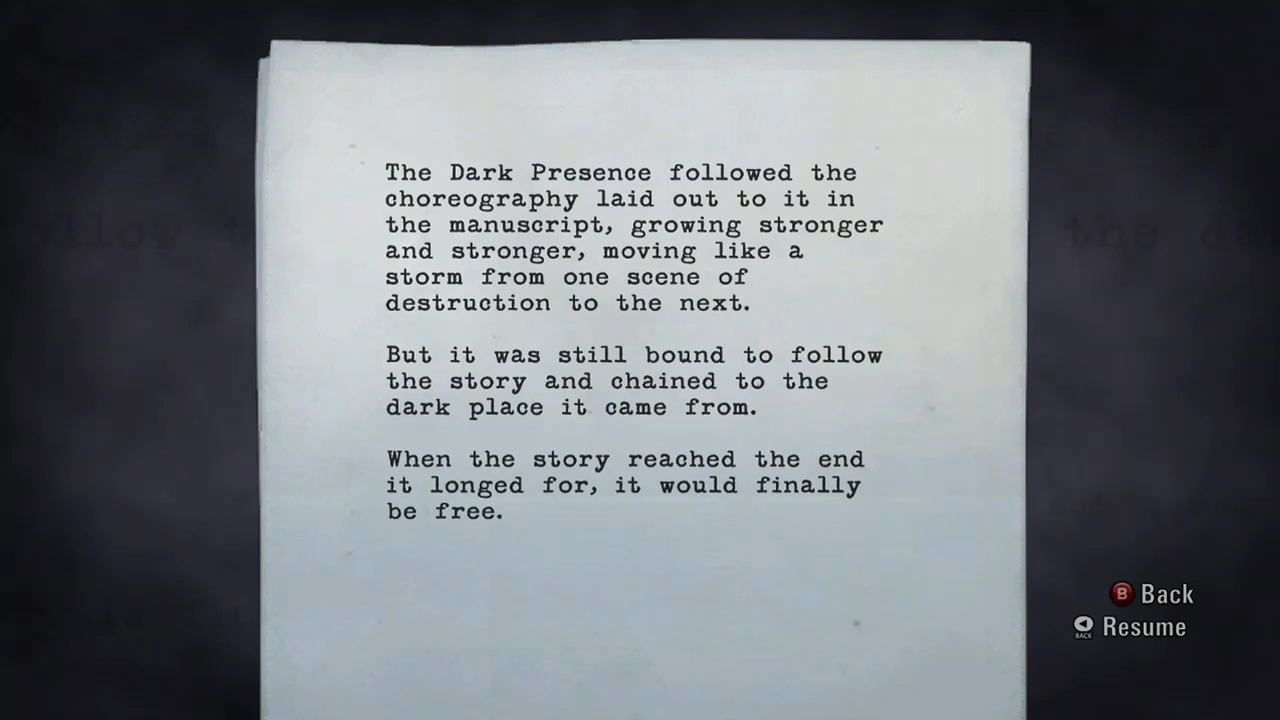 The Dark Presence followed the
choreography laid out to it in
the manuscript, growing stronger
and stronger, moving like a
storm from one scene of
destruction to the next.
But it was still bound to follow
the story and chained to the
dark place it came from.
When the story reached the end
it longed for, it would finally
be free.
B Back
BACK Resume